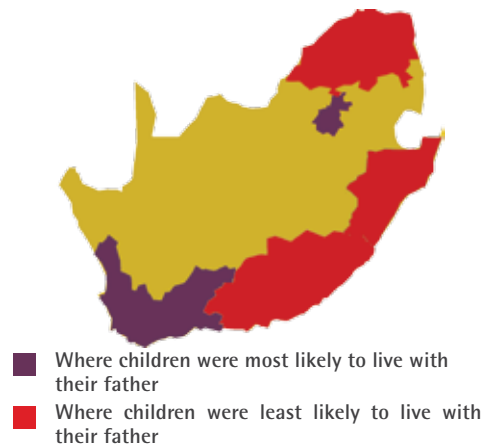 Where children were most likely to live with
their father
Where children were least likely to live with
their father